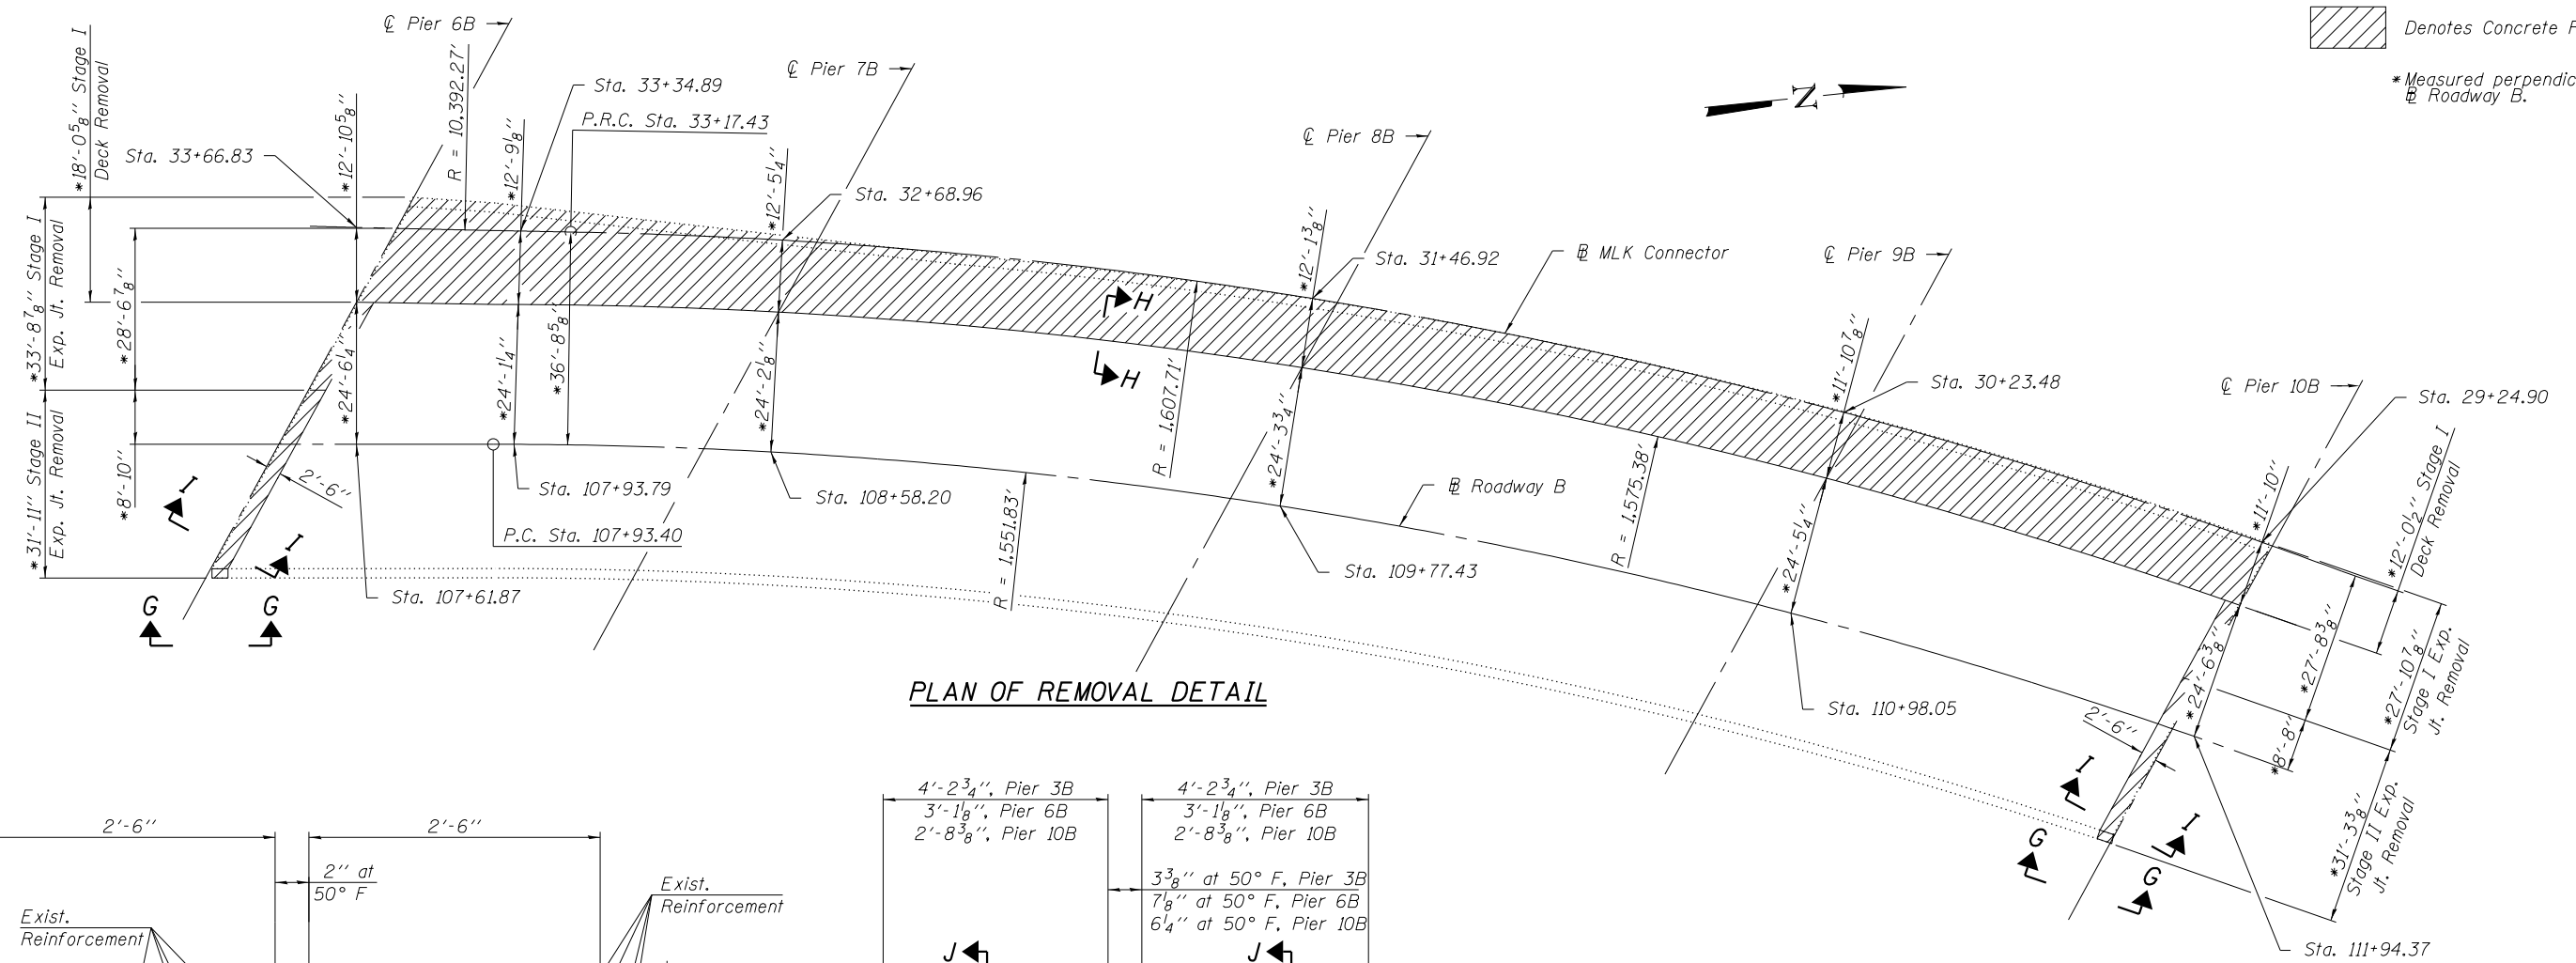 ℄ Pier 6B
℄ Pier 7B
℄ Pier 8B
℄ Pier 9B
℄ Pier 10B
N
Denotes Concrete
*Measured
℔ Roadway B.
*18'-0⅝" Stage I
Deck Removal
*12'-10⅝"
R = 10,392.27'
*12'-9⅛"
Sta. 33+34.89
P.R.C. Sta. 33+17.43
Sta. 33+66.83
*12'-5¼"
Sta. 32+68.96
*12'-1⅜"
Sta. 31+46.92
℔ MLK Connector
*11'-10⅞"
Sta. 30+23.48
Sta. 29+24.90
*11'-10"
*12'-0½" Stage I
Deck Removal
*33'-8⅞" Stage I
Exp. Jt. Removal
*28'-6⅞"
*24'-6¼"
*24'-1¼"
*36'-8⅝"
*24'-2⅛"
H
H
R = 1,607.71'
*24'-3¾"
R = 1,575.38'
*24'-5¼"
*24'-6⅜"
*27'-8⅜"
*27'-10⅞"
Stage I Exp.
Jt. Removal
*8'-8"
*31'-11" Stage II
Exp. Jt. Removal
*8'-10"
I
I
2'-6"
G
G
Sta. 107+93.79
P.C. Sta. 107+93.40
Sta. 107+61.87
Sta. 108+58.20
R = 1,551.83'
℔ Roadway B
Sta. 109+77.43
Sta. 110+98.05
2'-6"
I
I
G
G
*31'-3⅜"
Stage II Exp.
Jt. Removal
Sta. 111+94.37
PLAN OF REMOVAL DETAIL
2'-6"
2'-6"
2" at
50° F
Exist.
Reinforcement
Exist.
Reinforcement
4'-2¾", Pier 3B
3'-1⅛", Pier 6B
2'-8⅜", Pier 10B
4'-2¾", Pier 3B
3'-1⅛", Pier 6B
2'-8⅜", Pier 10B
3⅜" at 50° F, Pier 3B
7⅛" at 50° F, Pier 6B
6¼" at 50° F, Pier 10B
J
J